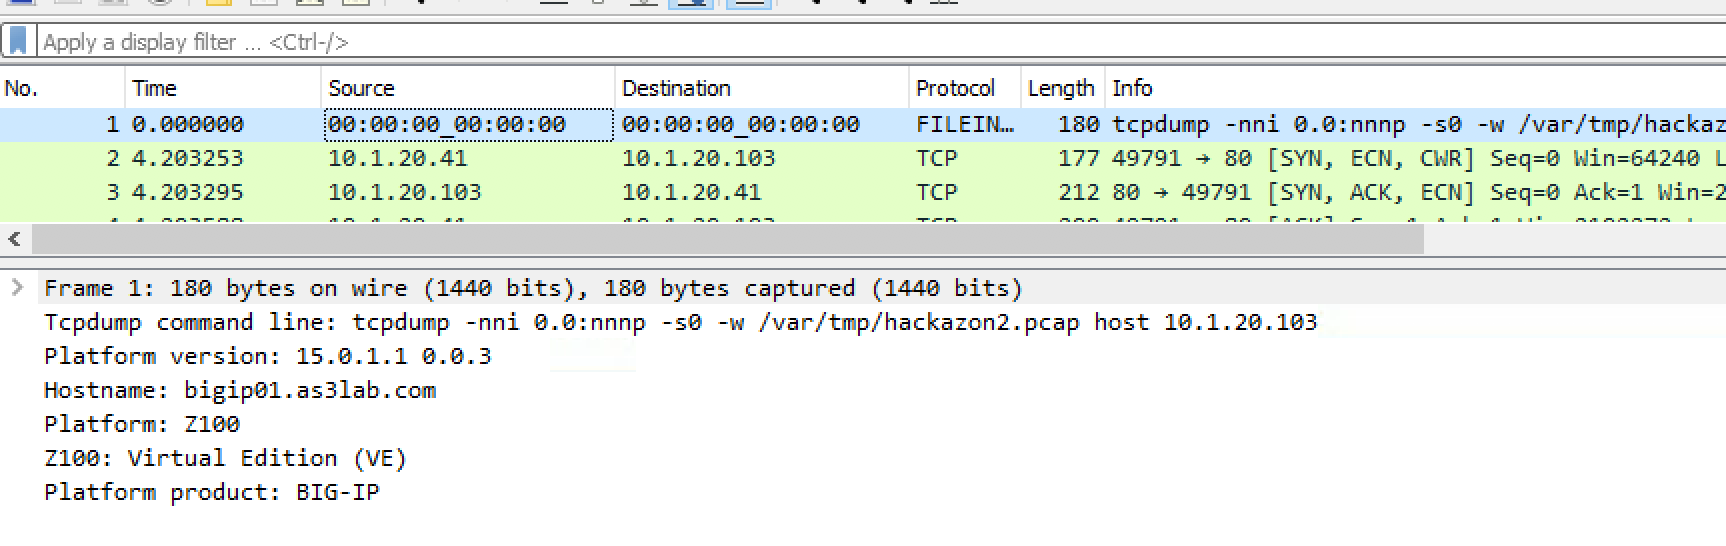 Apply a display filter ... <Ctrl-/>
No. Time Source Destination Protocol Length Info
1 0.000000 00:00:00_00:00:00 00:00:00_00:00:00 FILEIN… 180 tcpdump -nni 0.0:nnnp -s0 -w /var/tmp/hackaz
2 4.203253 10.1.20.41 10.1.20.103 TCP 177 49791 → 80 [SYN, ECN, CWR] Seq=0 Win=64240 L
3 4.203295 10.1.20.103 10.1.20.41 TCP 212 80 → 49791 [SYN, ACK, ECN] Seq=0 Ack=1 Win=2
Frame 1: 180 bytes on wire (1440 bits), 180 bytes captured (1440 bits)
Tcpdump command line: tcpdump -nni 0.0:nnnp -s0 -w /var/tmp/hackazon2.pcap host 10.1.20.103
Platform version: 15.0.1.1 0.0.3
Hostname: bigip01.as3lab.com
Platform: Z100
Z100: Virtual Edition (VE)
Platform product: BIG-IP